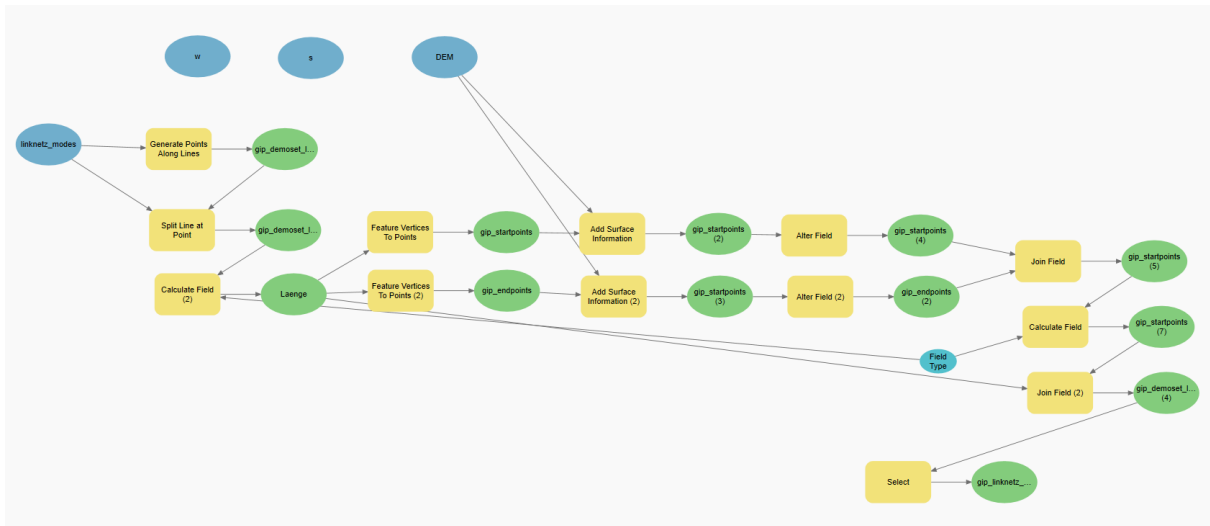 w
s
DEM
linknetz_modes
Generate Points
Along Lines
gip_demoset_l...
Split Line at
Point
gip_demoset_l...
Feature Vertices
To Points
gip_startpoints
Add Surface
Information
gip_startpoints
(2)
Alter Field
gip_startpoints
(4)
Join Field
gip_startpoints
(5)
Calculate Field
(2)
Laenge
Feature Vertices
To Points (2)
gip_endpoints
Add Surface
Information (2)
gip_startpoints
(3)
Alter Field (2)
gip_endpoints
(2)
Calculate Field
gip_startpoints
(7)
Field
Type
Join Field (2)
gip_demoset_l...
(4)
Select
gip_linknetz_...